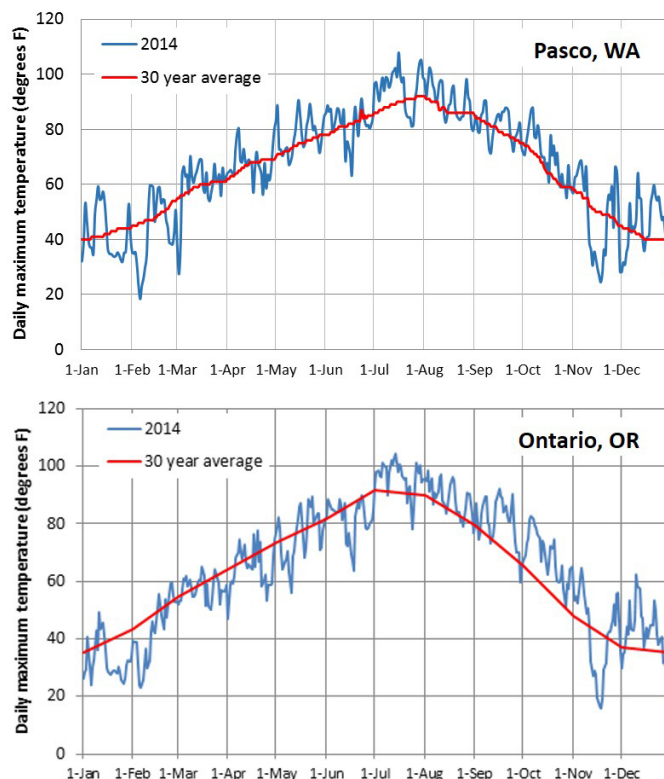 Daily maximum temperature (degrees F)
120
100
80
60
40
20
0
2014
30 year average
Pasco, WA
1-Jan 1-Feb 1-Mar 1-Apr 1-May 1-Jun 1-Jul 1-Aug 1-Sep 1-Oct 1-Nov 1-Dec
Daily maximum temperature (degrees F)
120
100
80
60
40
20
0
2014
30 year average
Ontario, OR
1-Jan 1-Feb 1-Mar 1-Apr 1-May 1-Jun 1-Jul 1-Aug 1-Sep 1-Oct 1-Nov 1-Dec